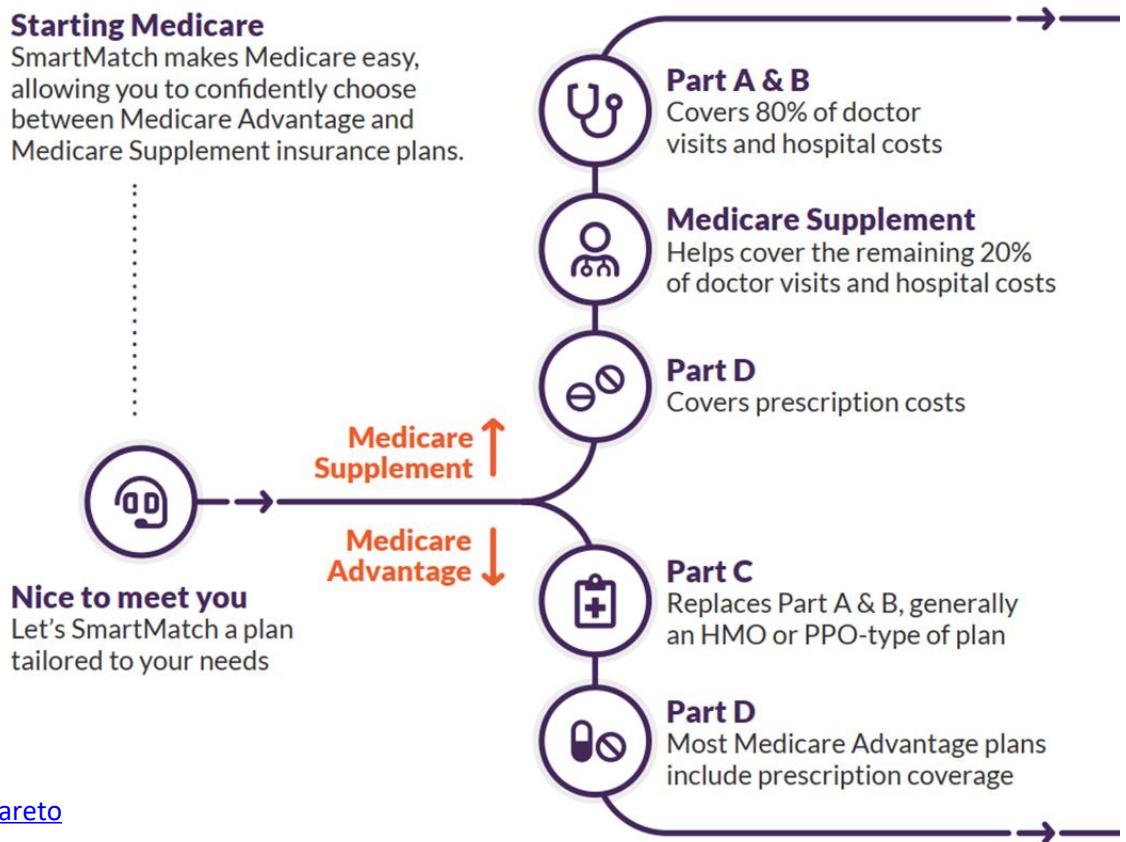 Starting Medicare
SmartMatch makes Medicare easy,
allowing you to confidently choose
between Medicare Advantage and
Medicare Supplement insurance plans.
Part A & B
Covers 80% of doctor
visits and hospital costs
Medicare Supplement
Helps cover the remaining 20%
of doctor visits and hospital costs
Part D
Covers prescription costs
Medicare
Supplement
Medicare
Advantage
Nice to meet you
Let's SmartMatch a plan
tailored to your needs
Part C
Replaces Part A & B, generally
an HMO or PPO-type of plan
Part D
Most Medicare Advantage plans
include prescription coverage
areto